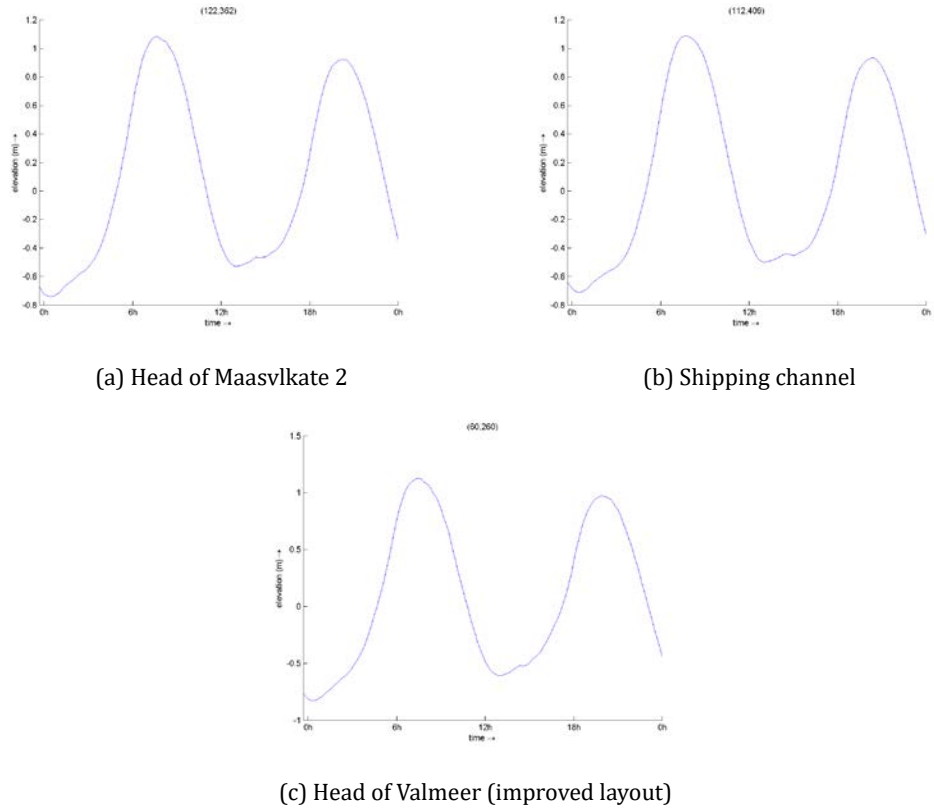 (122.362)
1.2
1
0.8
0.6
0.4
0.2
0
-0.2
-0.4
-0.6
-0.8
elevation (m) →
0h 6h 12h 18h 0h
time →
(a) Head of Maasvlkate 2
(112.409)
1.2
1
0.8
0.6
0.4
0.2
0
-0.2
-0.4
-0.6
-0.8
elevation (m) →
0h 6h 12h 18h 0h
time →
(b) Shipping channel
(60.260)
1.5
1
0.5
0
-0.5
-1
elevation (m) →
0h 6h 12h 18h 0h
time →
(c) Head of Valmeer (improved layout)